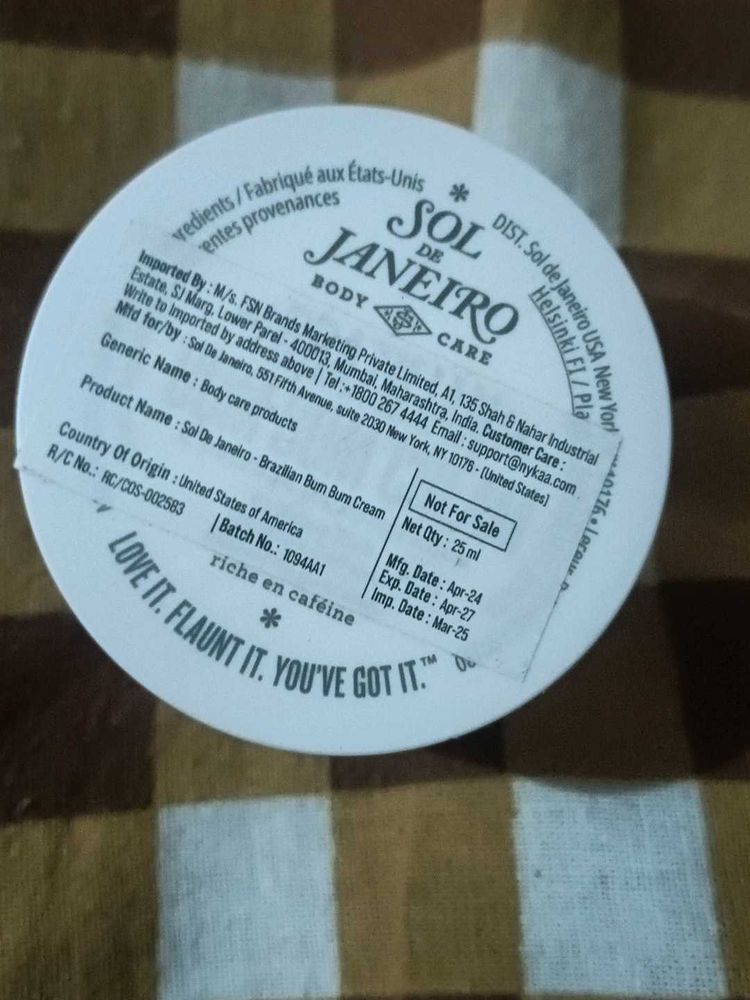 redients / Fabriqué aux États-Unis
entes provenances
*
SOL
DE
JANEIRO
BODY CARE
DIST. Sol de Janeiro USA New York
Helsinki FI / Pla
Imported By : M/s. FSN Brands Marketing Private Limited, A1, 135 Shah & Nahar Industrial
Estate, SJ Marg, Lower Parel - 400013, Mumbai, Maharashtra, India. Customer Care :
Write to Imported by address above | Tel :+1800 267 4444 Email : support@nykaa.com
Mfd for/by : Sol De Janeiro, 551 Fifth Avenue, suite 2030 New York, NY 10176 - (United States)
Generic Name : Body care products
Product Name : Sol De Janeiro - Brazilian Bum Bum Cream
Country Of Origin : United States of America
R/C No.: RC/COS-002583 | Batch No.: 1094AA1
Not For Sale
Net Qty : 25 ml
Mfg. Date : Apr-24
Exp. Date : Apr-27
Imp. Date : Mar-25
riche en caféine
*
LOVE IT. FLAUNT IT. YOU'VE GOT IT.™